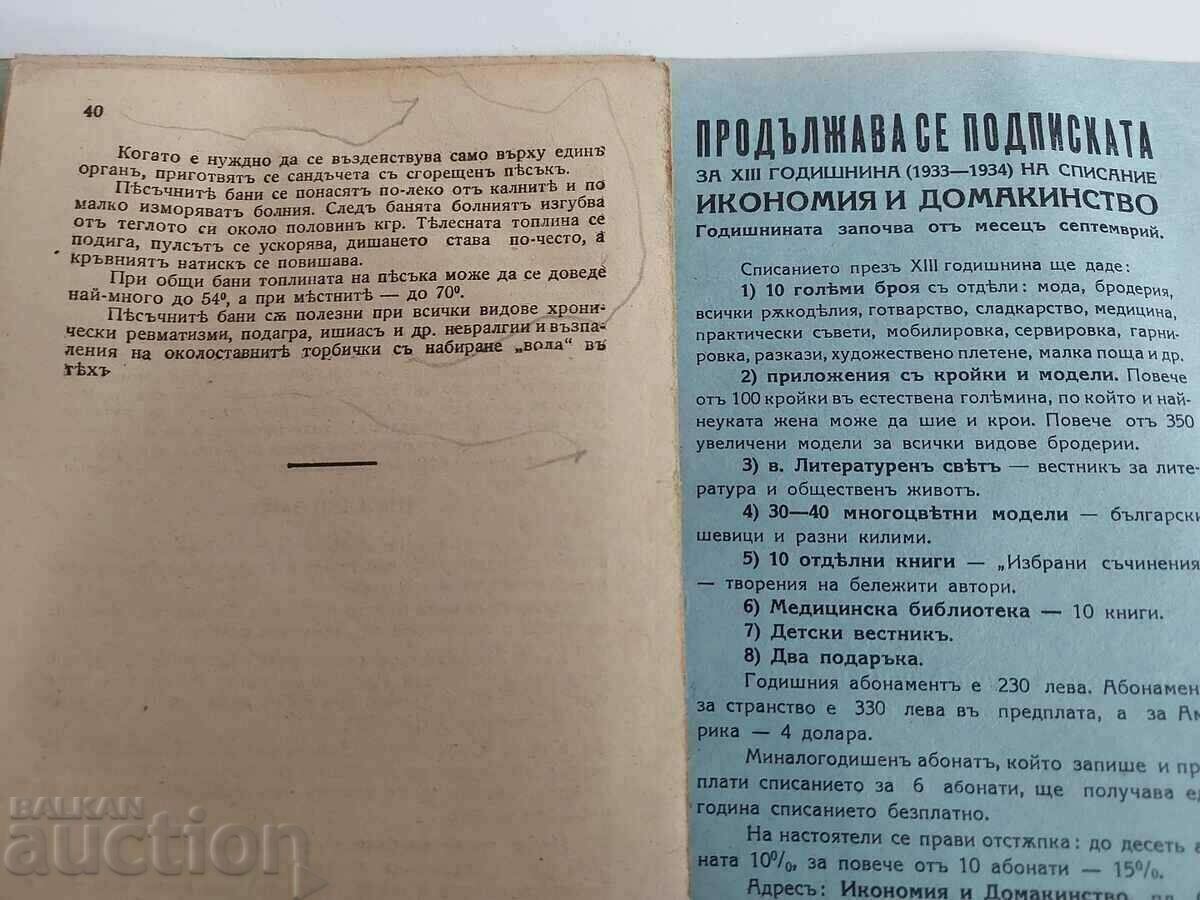 40
Когато е нуждно да се въздействува само върху единъ
органъ, приготвятъ се сандъчета съ сгорещенъ пѣсъкъ.
Пѣсъчнитѣ бани се понасятъ по-леко отъ калнитѣ и по
малко изморяватъ болния. Следъ банята болниятъ изгубва
отъ теглото си около половинъ кгр. Тѣлесната топлина се
подига, пулсътъ се ускорява, дишането става по-често, а
кръвниятъ натискъ се повишава.
При общи бани топлината на пѣсъка може да се доведе
най-много до 54⁰, а при мѣстнитѣ — до 70⁰.
Пѣсъчнитѣ бани сѫ полезни при всички видове хрони-
чески ревматизми, подагра, ишиасъ и др. невралгии и възпа-
ления на околоставнитѣ торбички съ набиране „вода“ въ
тѣхъ
ПРОДЪЛЖАВА СЕ ПОДПИСКАТА
ЗА XIII ГОДИШНИНА (1933—1934) НА СПИСАНИЕ
ИКОНОМИЯ И ДОМАКИНСТВО
Годишнината започва отъ месецъ септемврий.
Списанието презъ XIII годишнина ще даде:
1) 10 голѣми броя съ отдѣли: мода, бродерия,
всички рѫкодѣлия, готварство, сладкарство, медицина,
практически съвети, мобилировка, сервировка, гарни-
ровка, разкази, художествено плетене, малка поща и др.
2) приложения съ кройки и модели. Повече
отъ 100 кройки въ естествена голѣмина, по който и най-
неуката жена може да шие и крои. Повече отъ 350
увеличени модели за всички видове бродерии.
3) в. Литературенъ свѣтъ — вестникъ за лите-
ратура и общественъ животъ.
4) 30—40 многоцвѣтни модели — български
шевици и разни килими.
5) 10 отдѣлни книги — „Избрани съчинения
— творения на бележити автори.
6) Медицинска библиотека — 10 книги.
7) Детски вестникъ.
8) Два подаръка.
Годишния абонаментъ е 230 лева. Абонамен
за странство е 330 лева въ предплата, а за Ам
рика — 4 долара.
Миналогодишенъ абонатъ, който запише и пр
плати списанието за 6 абонати, ще получава ед
година списанието безплатно.
На настоятели се прави отстѫпка: до десеть а
ната 10%, за повече отъ 10 абонати — 15%.
Адресъ: Икономия и Домакинство, пл.
BALKAN
auction